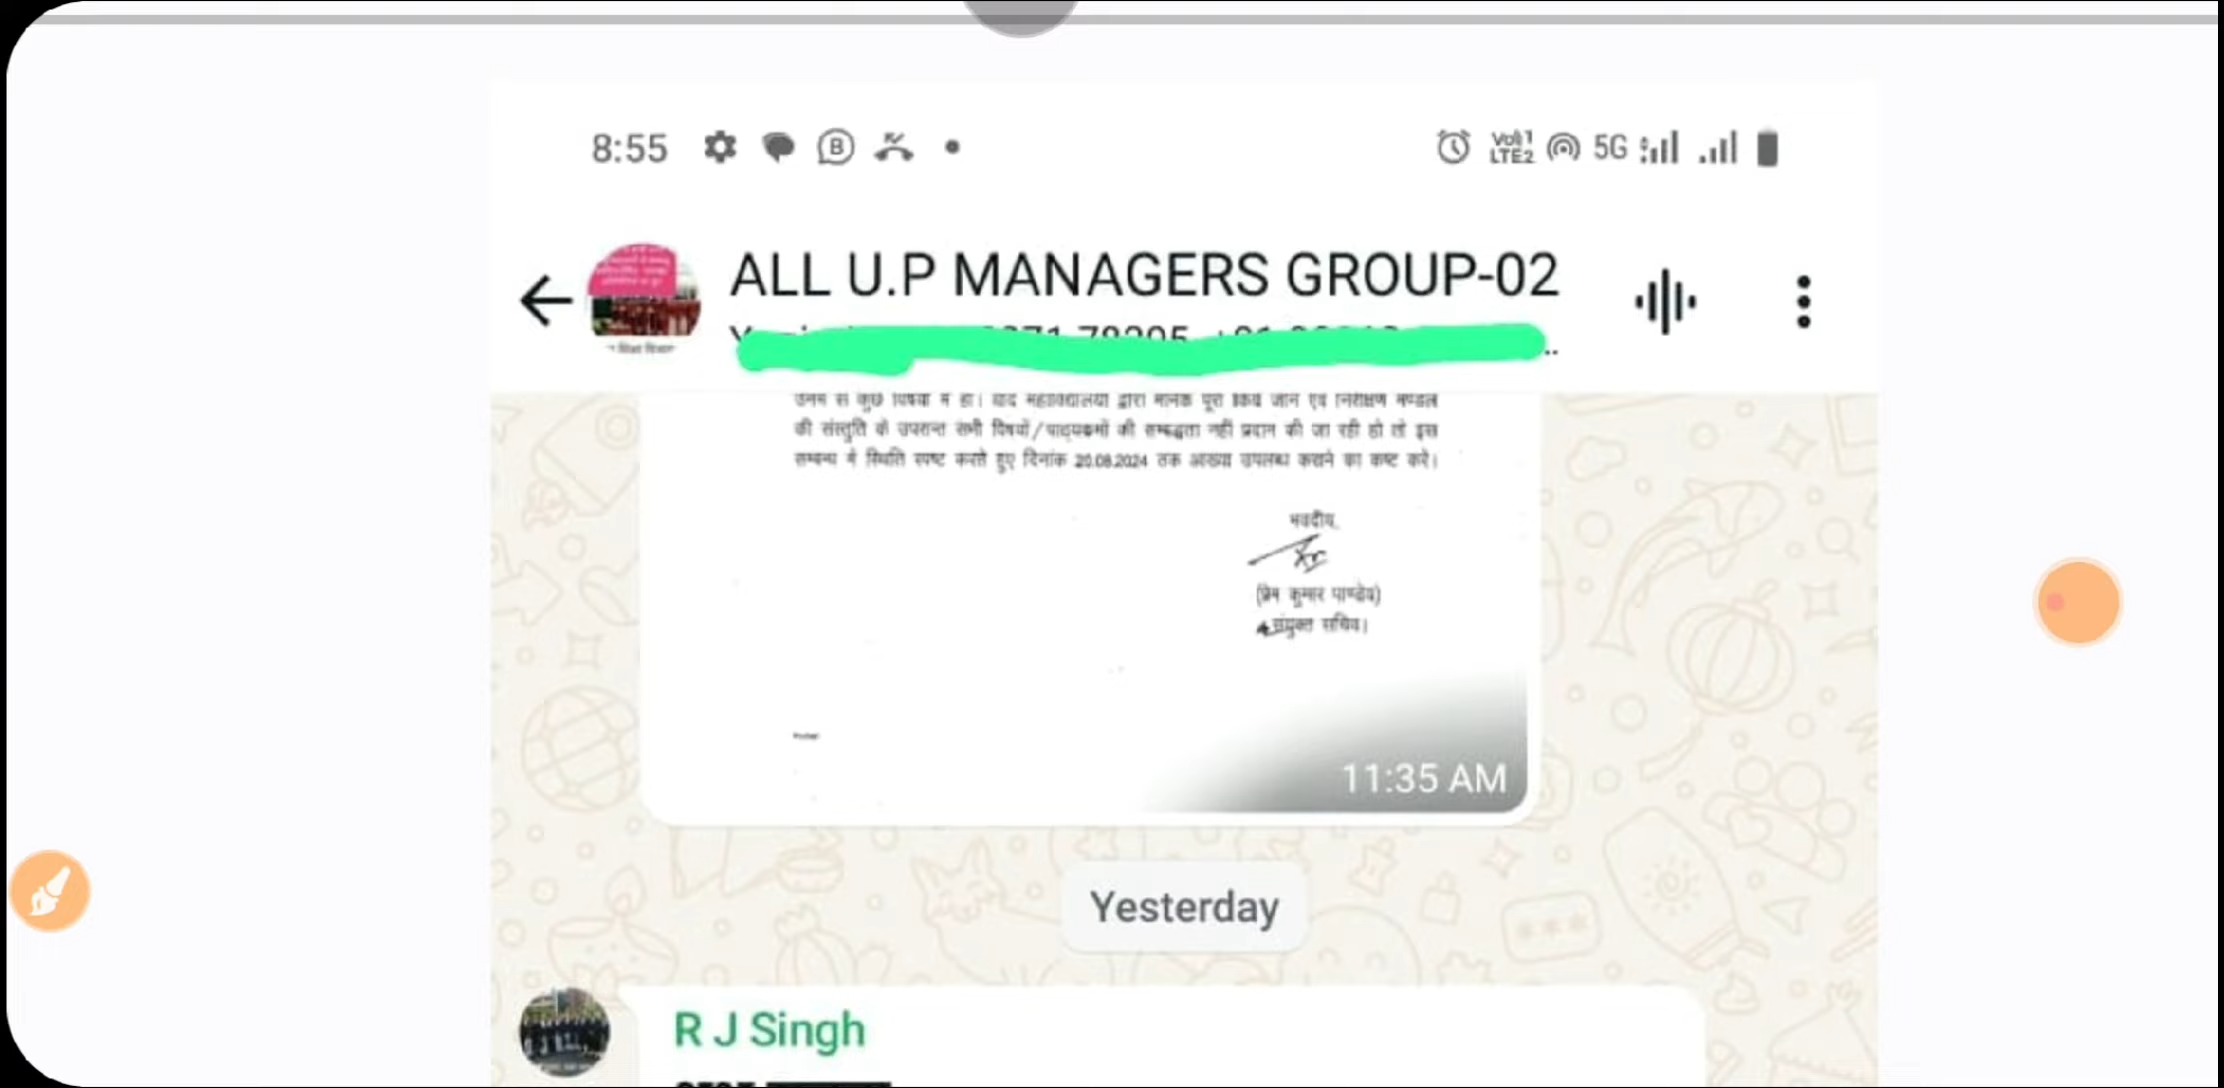 8:55 5G
ALL U.P MANAGERS GROUP-02
की संस्तुति के उपरान्त सभी विषयों/पाठ्यक्रमों की सम्बद्धता नहीं प्रदान की जा रही हो तो इस
सम्बन्ध में स्थिति स्पष्ट करते हुए दिनांक 20.08.2024 तक आख्या उपलब्ध कराने का कष्ट करें।
भवदीय,
(प्रेम कुमार पाण्डेय)
संयुक्त सचिव।
11:35 AM
Yesterday
R J Singh